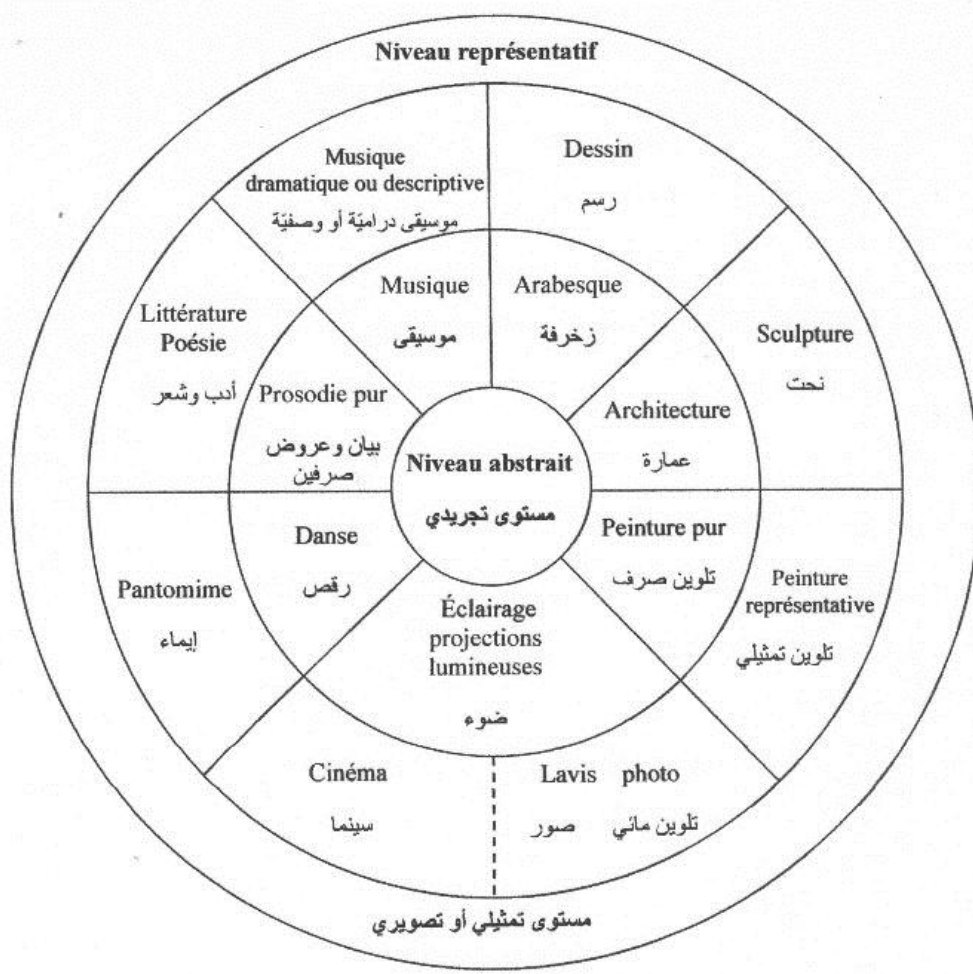 Niveau représentatif
Musique
dramatique ou descriptive
موسيقى دراميّة أو وصفيّة
Dessin
رسم
Littérature
Poésie
أدب وشعر
Musique
موسيقى
Arabesque
زخرفة
Sculpture
نحت
Prosodie pur
بيان وعروض
صرفين
Architecture
عمارة
Niveau abstrait
مستوى تجريدي
Pantomime
إيماء
Danse
رقص
Éclairage
projections
lumineuses
ضوء
Peinture pur
تلوين صرف
Peinture
représentative
تلوين تمثيلي
Cinéma
سينما
Lavis photo
صور تلوين مائي
مستوى تمثيلي أو تصويري